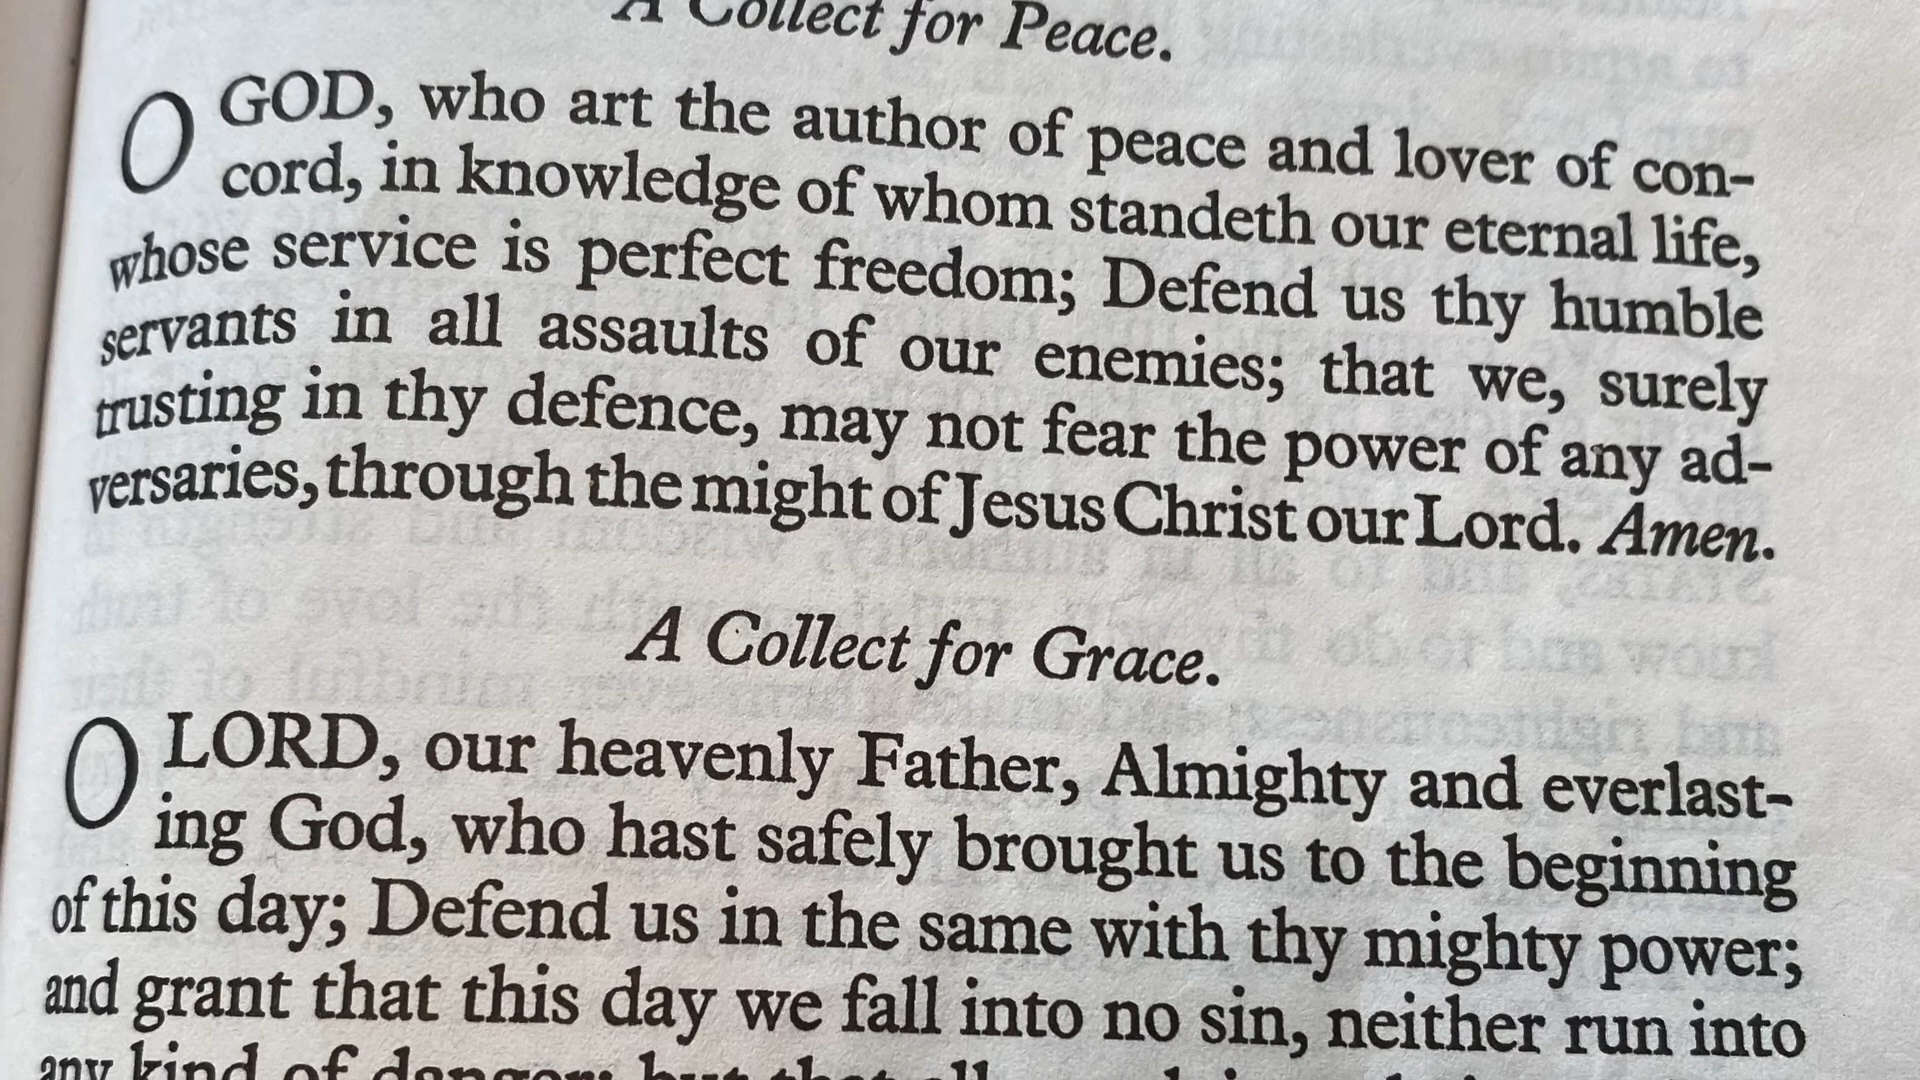 A Collect for Peace.
O GOD, who art the author of peace and lover of con-
cord, in knowledge of whom standeth our eternal life,
whose service is perfect freedom; Defend us thy humble
servants in all assaults of our enemies; that we, surely
trusting in thy defence, may not fear the power of any ad-
versaries, through the might of Jesus Christ our Lord. Amen.
A Collect for Grace.
O LORD, our heavenly Father, Almighty and everlast-
ing God, who hast safely brought us to the beginning
of this day; Defend us in the same with thy mighty power;
and grant that this day we fall into no sin, neither run into
any kind of danger; but that all